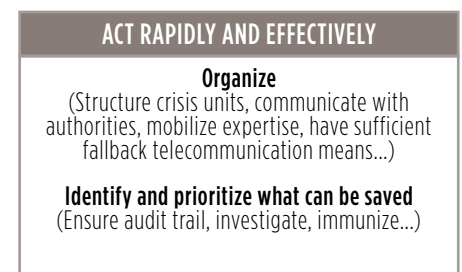 ACT RAPIDLY AND EFFECTIVELY
Organize
(Structure crisis units, communicate with
authorities, mobilize expertise, have sufficient
fallback telecommunication means...)
Identify and prioritize what can be saved
(Ensure audit trail, investigate, immunize...)